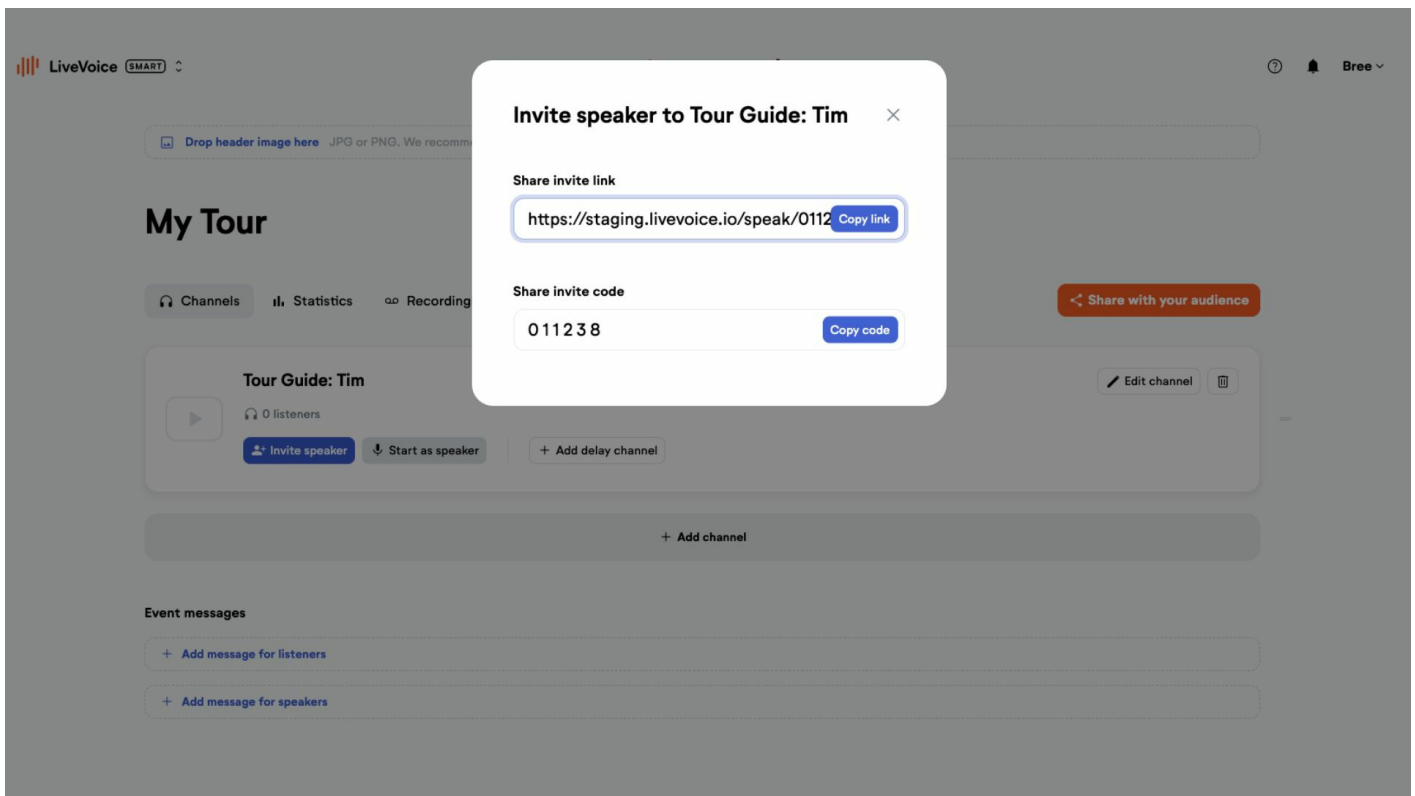 LiveVoice SMART
Bree
Drop header image here JPG or PNG. We recomm
My Tour
Channels Statistics Recording
Share with your audience
Invite speaker to Tour Guide: Tim
Share invite link
https://staging.livevoice.io/speak/0112 Copy link
Share invite code
011238 Copy code
Tour Guide: Tim
Edit channel
0 listeners
Invite speaker Start as speaker + Add delay channel
+ Add channel
Event messages
+ Add message for listeners
+ Add message for speakers